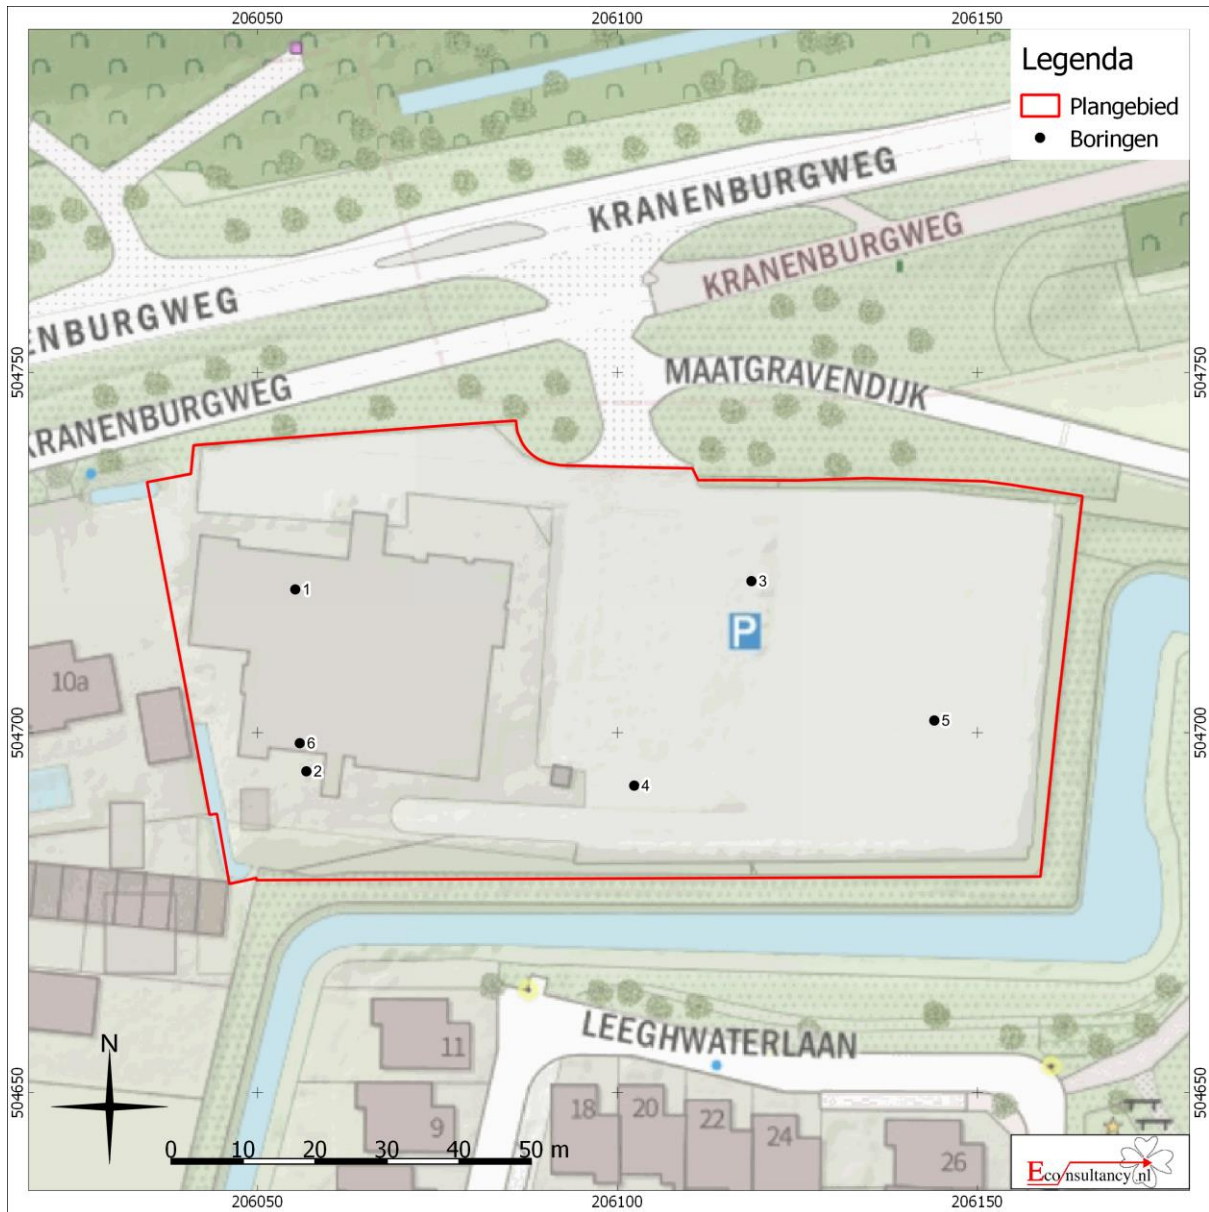 206050 206100 206150
Legenda
Plangebied
Boringen
KRANENBURGWEG
KRANENBURGWEG
ENBURGWEG
504750
504750
MAATGRAVENDIJK
KRANENBURGWEG
1
3
P
10a
5
504700
504700
6
2
4
LEEGHWATERLAAN
11
N
504650
504650
18
20
22
24
9
26
0 10 20 30 40 50 m
Econsultancy.nl
206050 206100 206150